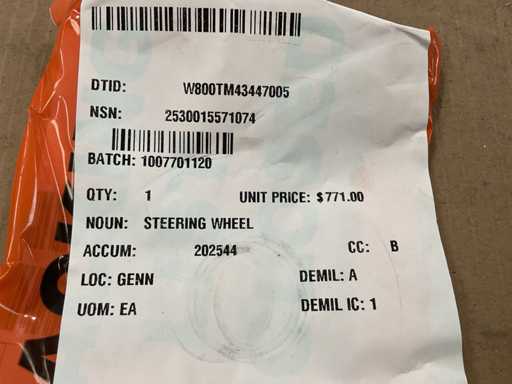 DTID: W800TM43447005
NSN: 2530015571074
BATCH: 1007701120
QTY: 1 UNIT PRICE: $771.00
NOUN: STEERING WHEEL
ACCUM: 202544 CC: B
LOC: GENN DEMIL: A
UOM: EA DEMIL IC: 1